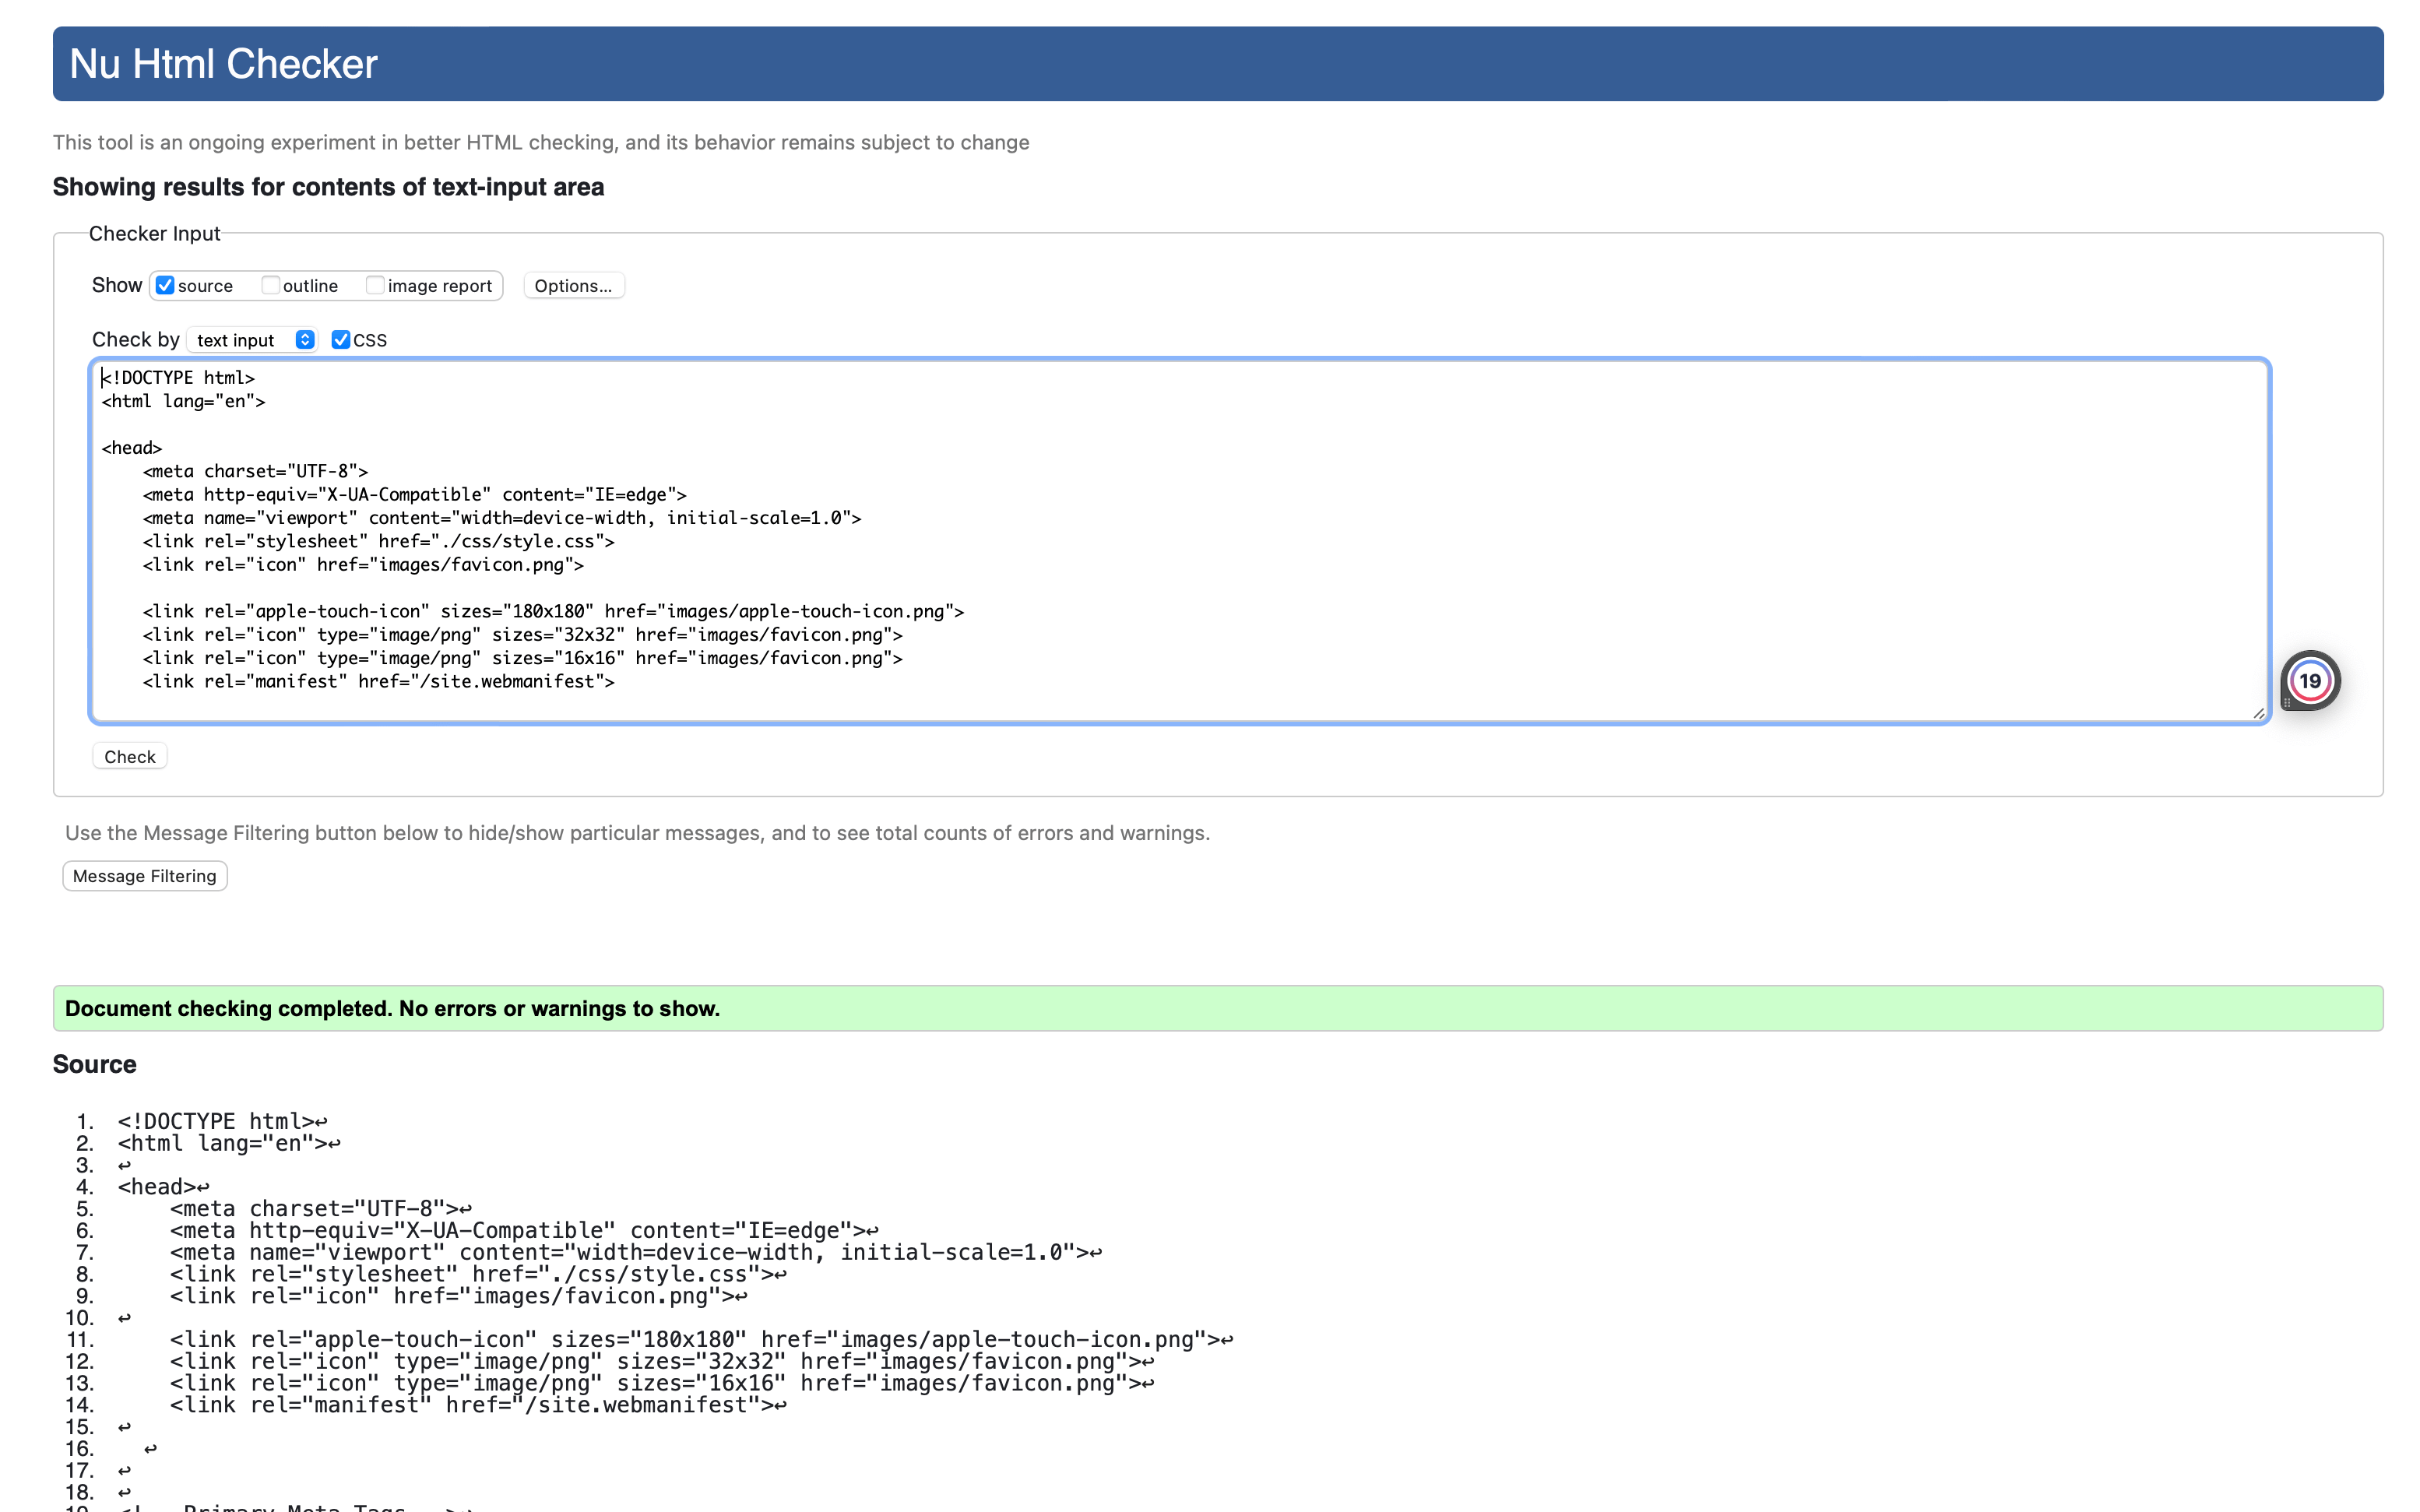 Nu Html Checker
This tool is an ongoing experiment in better HTML checking, and its behavior remains subject to change
Showing results for contents of text-input area
Checker Input
Show source outline image report Options...
Check by text input CSS
<!DOCTYPE html>
<html lang="en">
<head>
    <meta charset="UTF-8">
    <meta http-equiv="X-UA-Compatible" content="IE=edge">
    <meta name="viewport" content="width=device-width, initial-scale=1.0">
    <link rel="stylesheet" href="./css/style.css">
    <link rel="icon" href="images/favicon.png">
    <link rel="apple-touch-icon" sizes="180x180" href="images/apple-touch-icon.png">
    <link rel="icon" type="image/png" sizes="32x32" href="images/favicon.png">
    <link rel="icon" type="image/png" sizes="16x16" href="images/favicon.png">
    <link rel="manifest" href="/site.webmanifest">
19
Check
Use the Message Filtering button below to hide/show particular messages, and to see total counts of errors and warnings.
Message Filtering
Document checking completed. No errors or warnings to show.
Source
1. <!DOCTYPE html>↩
2. <html lang="en">↩
3. ↩
4. <head>↩
5.     <meta charset="UTF-8">↩
6.     <meta http-equiv="X-UA-Compatible" content="IE=edge">↩
7.     <meta name="viewport" content="width=device-width, initial-scale=1.0">↩
8.     <link rel="stylesheet" href="./css/style.css">↩
9.     <link rel="icon" href="images/favicon.png">↩
10. ↩
11.     <link rel="apple-touch-icon" sizes="180x180" href="images/apple-touch-icon.png">↩
12.     <link rel="icon" type="image/png" sizes="32x32" href="images/favicon.png">↩
13.     <link rel="icon" type="image/png" sizes="16x16" href="images/favicon.png">↩
14.     <link rel="manifest" href="/site.webmanifest">↩
15. ↩
16.   ↩
17. ↩
18. ↩
Primary Meta Tags